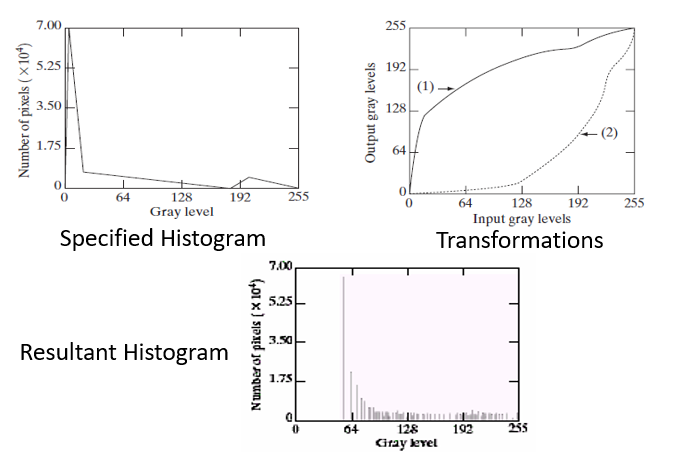 7.00
5.25
3.50
1.75
0
Number of pixels ( × 10⁴)
0 64 128 192 255
Gray level
Specified Histogram
255
192
128
64
0
Output gray levels
(1)
(2)
0 64 128 192 255
Input gray levels
Transformations
Resultant Histogram
7.00
5.25
3.50
1.75
0
Number of pixels ( × 10⁴)
0 64 128 192 255
Gray level